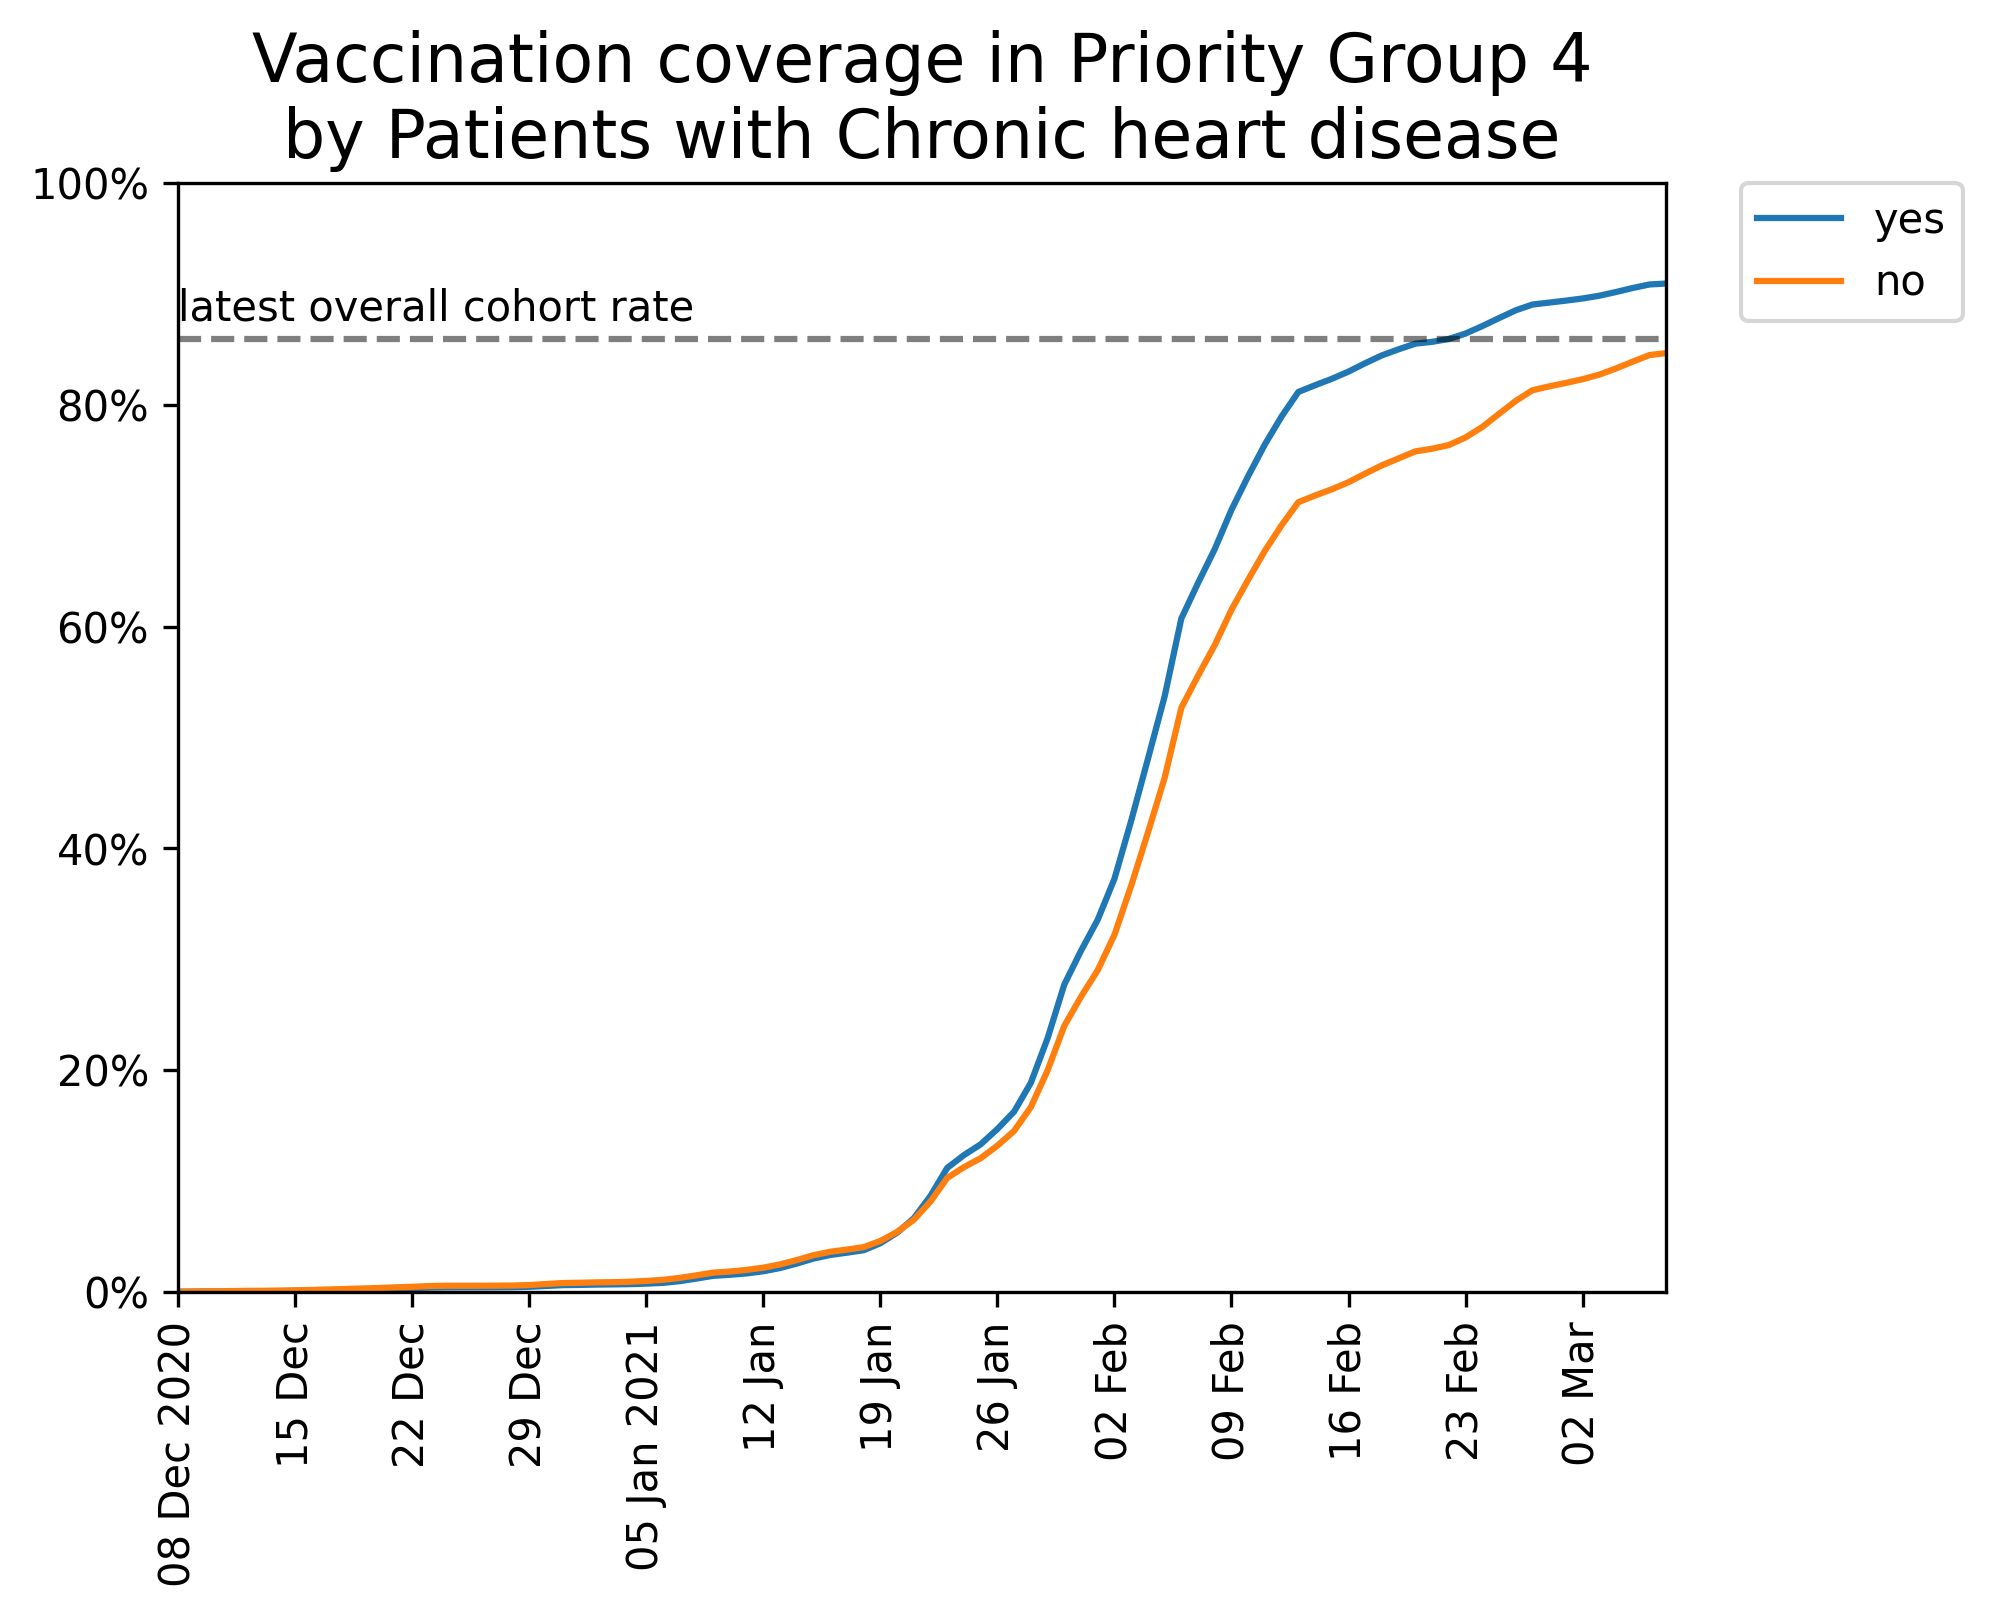 Vaccination coverage in Priority Group 4
by Patients with Chronic heart disease
100%
80%
60%
40%
20%
0%
latest overall cohort rate
yes
no
08 Dec 2020
15 Dec
22 Dec
29 Dec
05 Jan 2021
12 Jan
19 Jan
26 Jan
02 Feb
09 Feb
16 Feb
23 Feb
02 Mar